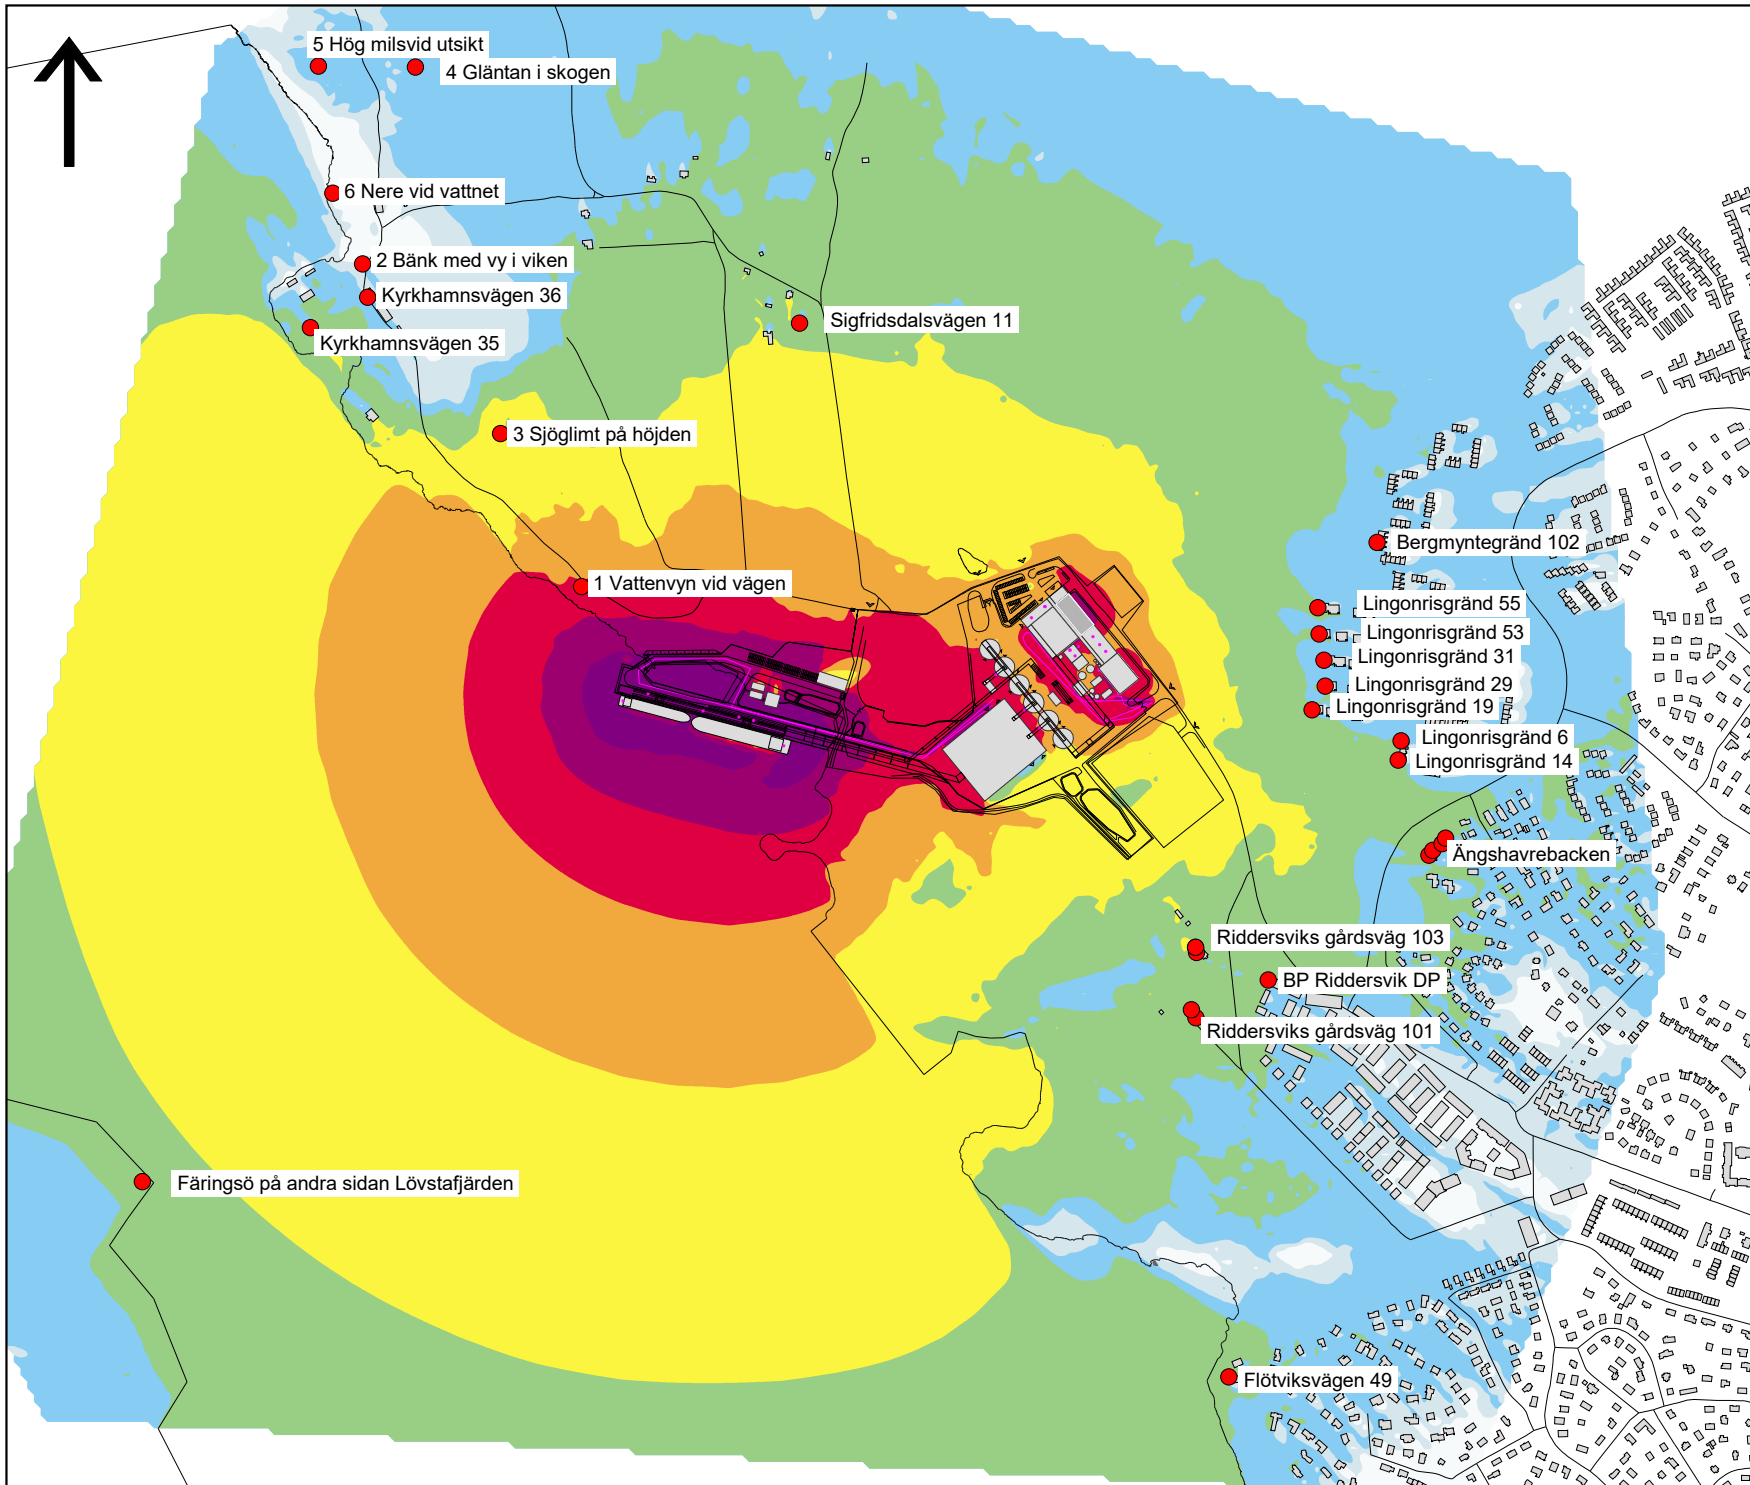 5 Hög milsvid utsikt
4 Gläntan i skogen
6 Nere vid vattnet
2 Bänk med vy i viken
Kyrkhamnsvägen 36
Sigfridsdalsvägen 11
Kyrkhamnsvägen 35
3 Sjöglimt på höjden
Bergmyntegränd 102
1 Vattenvyn vid vägen
Lingonrisgränd 55
Lingonrisgränd 53
Lingonrisgränd 31
Lingonrisgränd 29
Lingonrisgränd 19
Lingonrisgränd 6
Lingonrisgränd 14
Ängshavrebacken
Riddersviks gårdsväg 103
BP Riddersvik DP
Riddersviks gårdsväg 101
Färingsö på andra sidan Lövstafjärden
Flötviksvägen 49